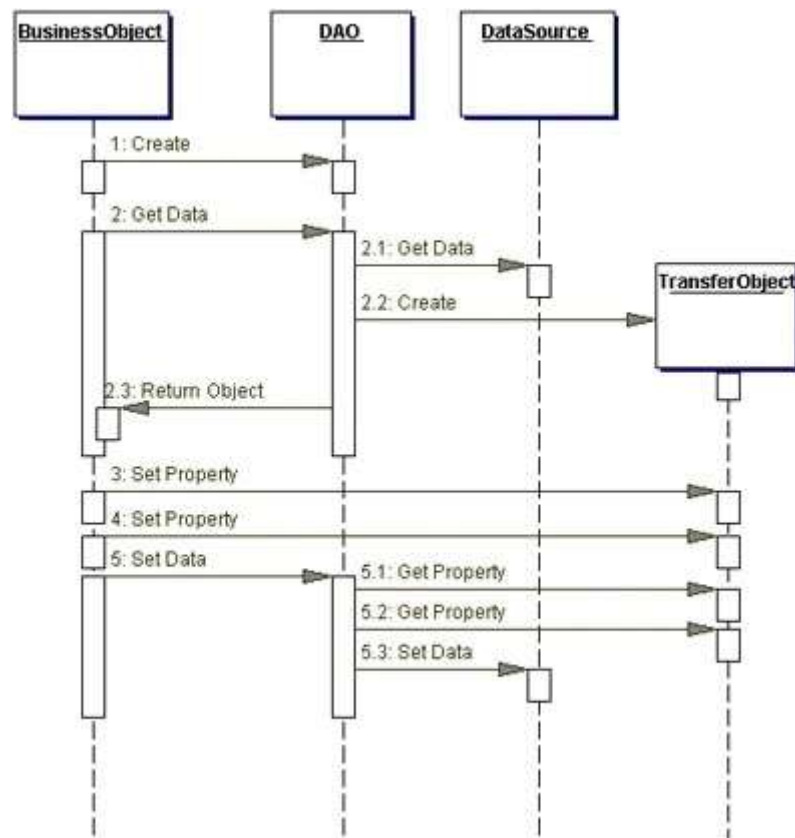 BusinessObject
DAO
DataSource
1: Create
2: Get Data
2.1: Get Data
TransferObject
2.2: Create
2.3: Return Object
3: Set Property
4: Set Property
5: Set Data
5.1: Get Property
5.2: Get Property
5.3: Set Data